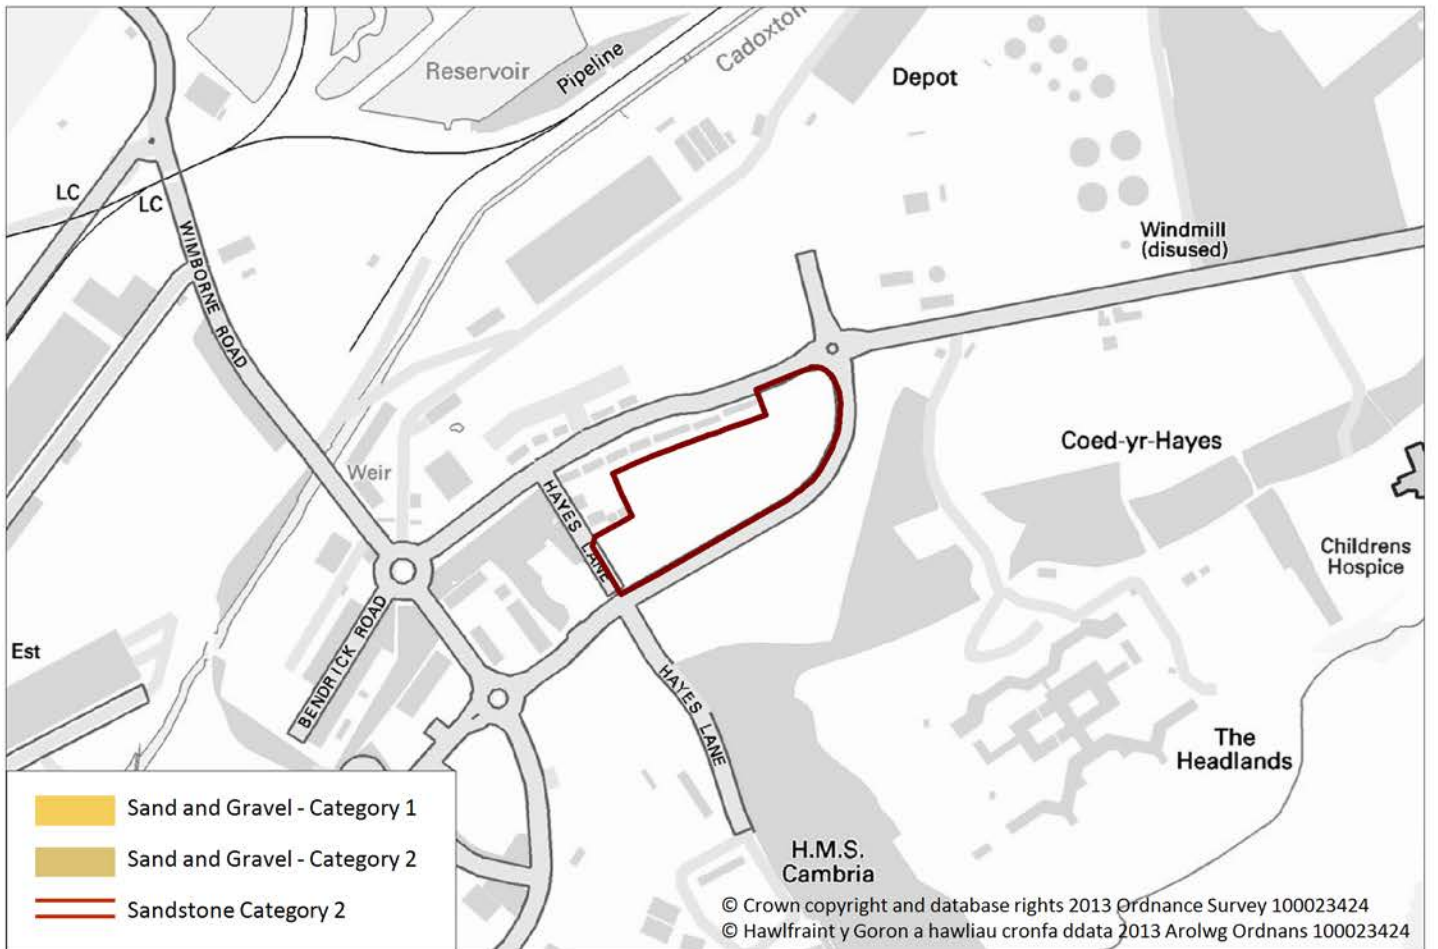 Cadoxton
Reservoir
Pipeline
Depot
LC
LC
WIMBORNE ROAD
Windmill
(disused)
Coed-yr-Hayes
Weir
HAYES LANE
Childrens
Hospice
BENDRICK ROAD
Est
HAYES LANE
The
Headlands
H.M.S.
Cambria
Sand and Gravel - Category 1
Sand and Gravel - Category 2
Sandstone Category 2
© Crown copyright and database rights 2013 Ordnance Survey 100023424
© Hawlfraint y Goron a hawliau cronfa ddata 2013 Arolwg Ordnans 100023424